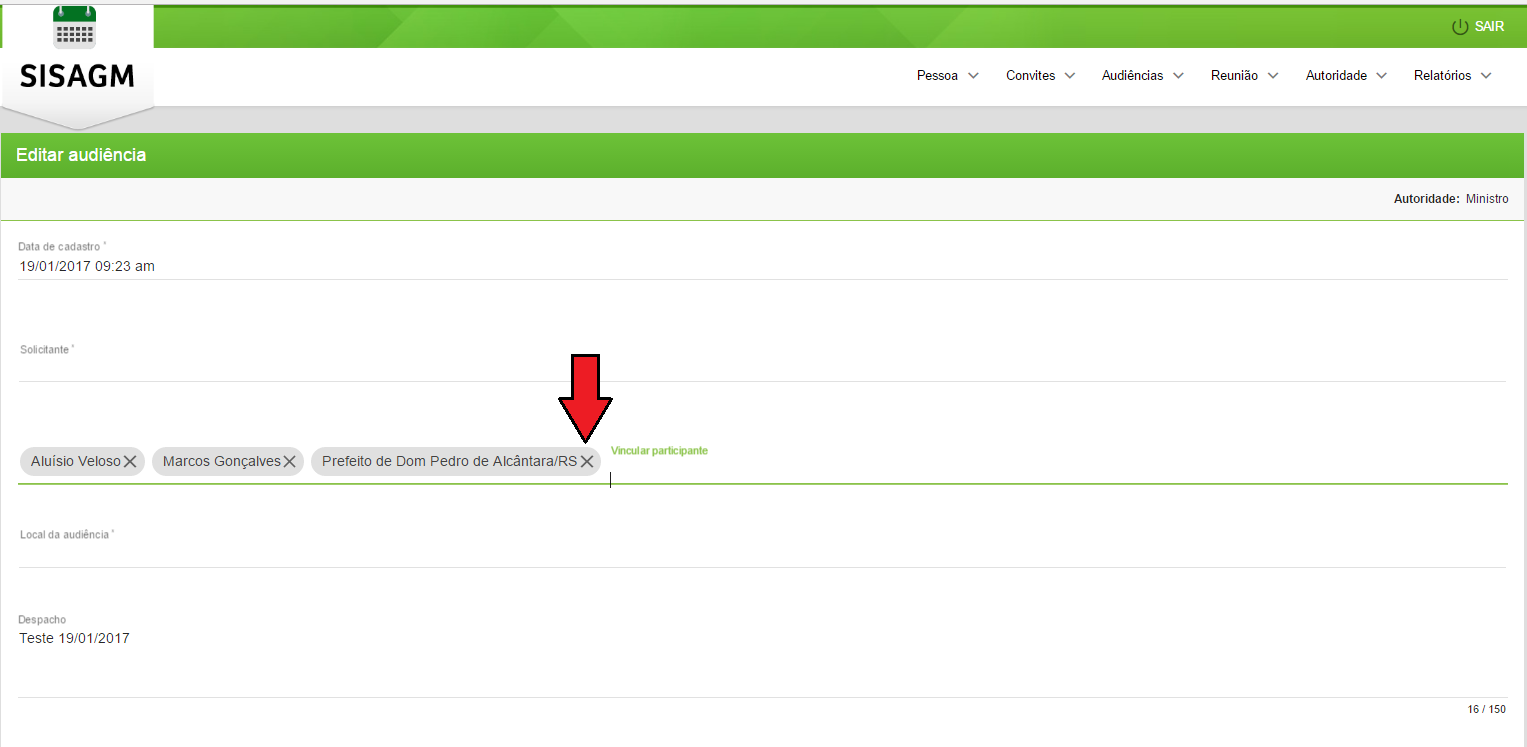 SAIR
SISAGM
Pessoa Convites Audiências Reunião Autoridade Relatórios
Editar audiência
Autoridade: Ministro
Data de cadastro *
19/01/2017 09:23 am
Solicitante *
Vincular participante
Aluísio Veloso Marcos Gonçalves Prefeito de Dom Pedro de Alcântara/RS
Local da audiência *
Despacho
Teste 19/01/2017
16 / 150